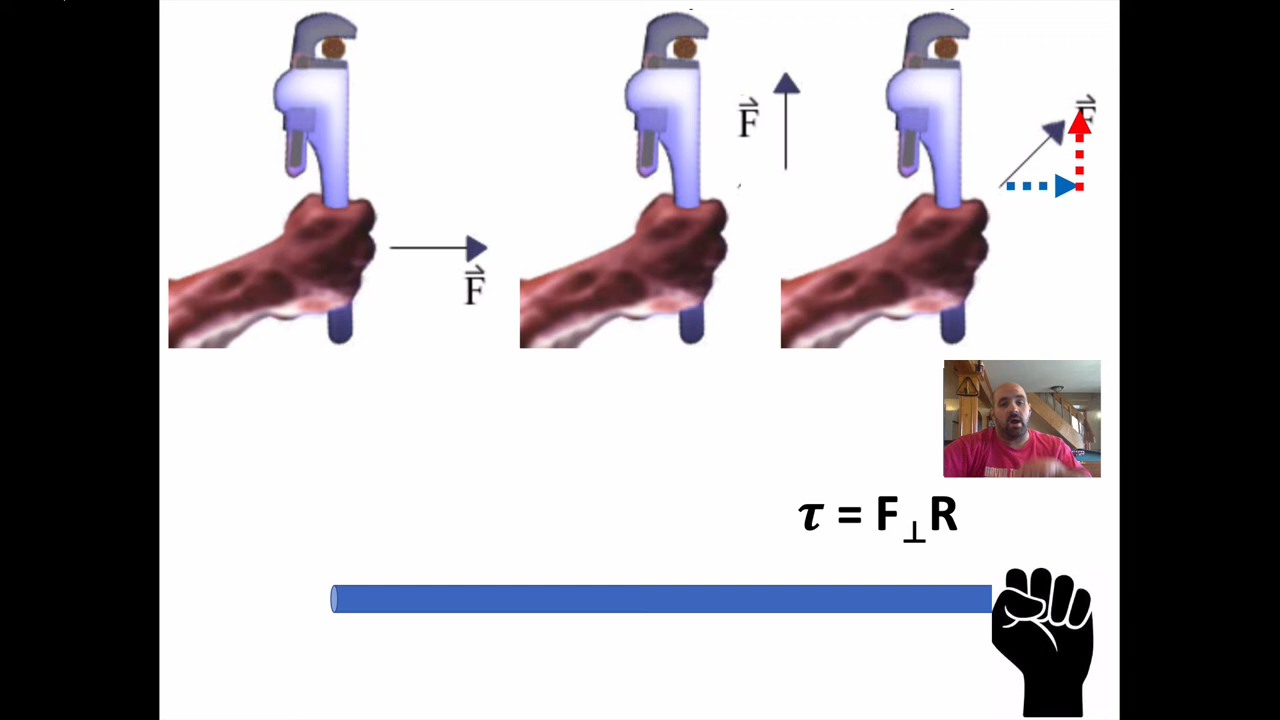 F⃗
F⃗
F⃗
τ = F⊥R